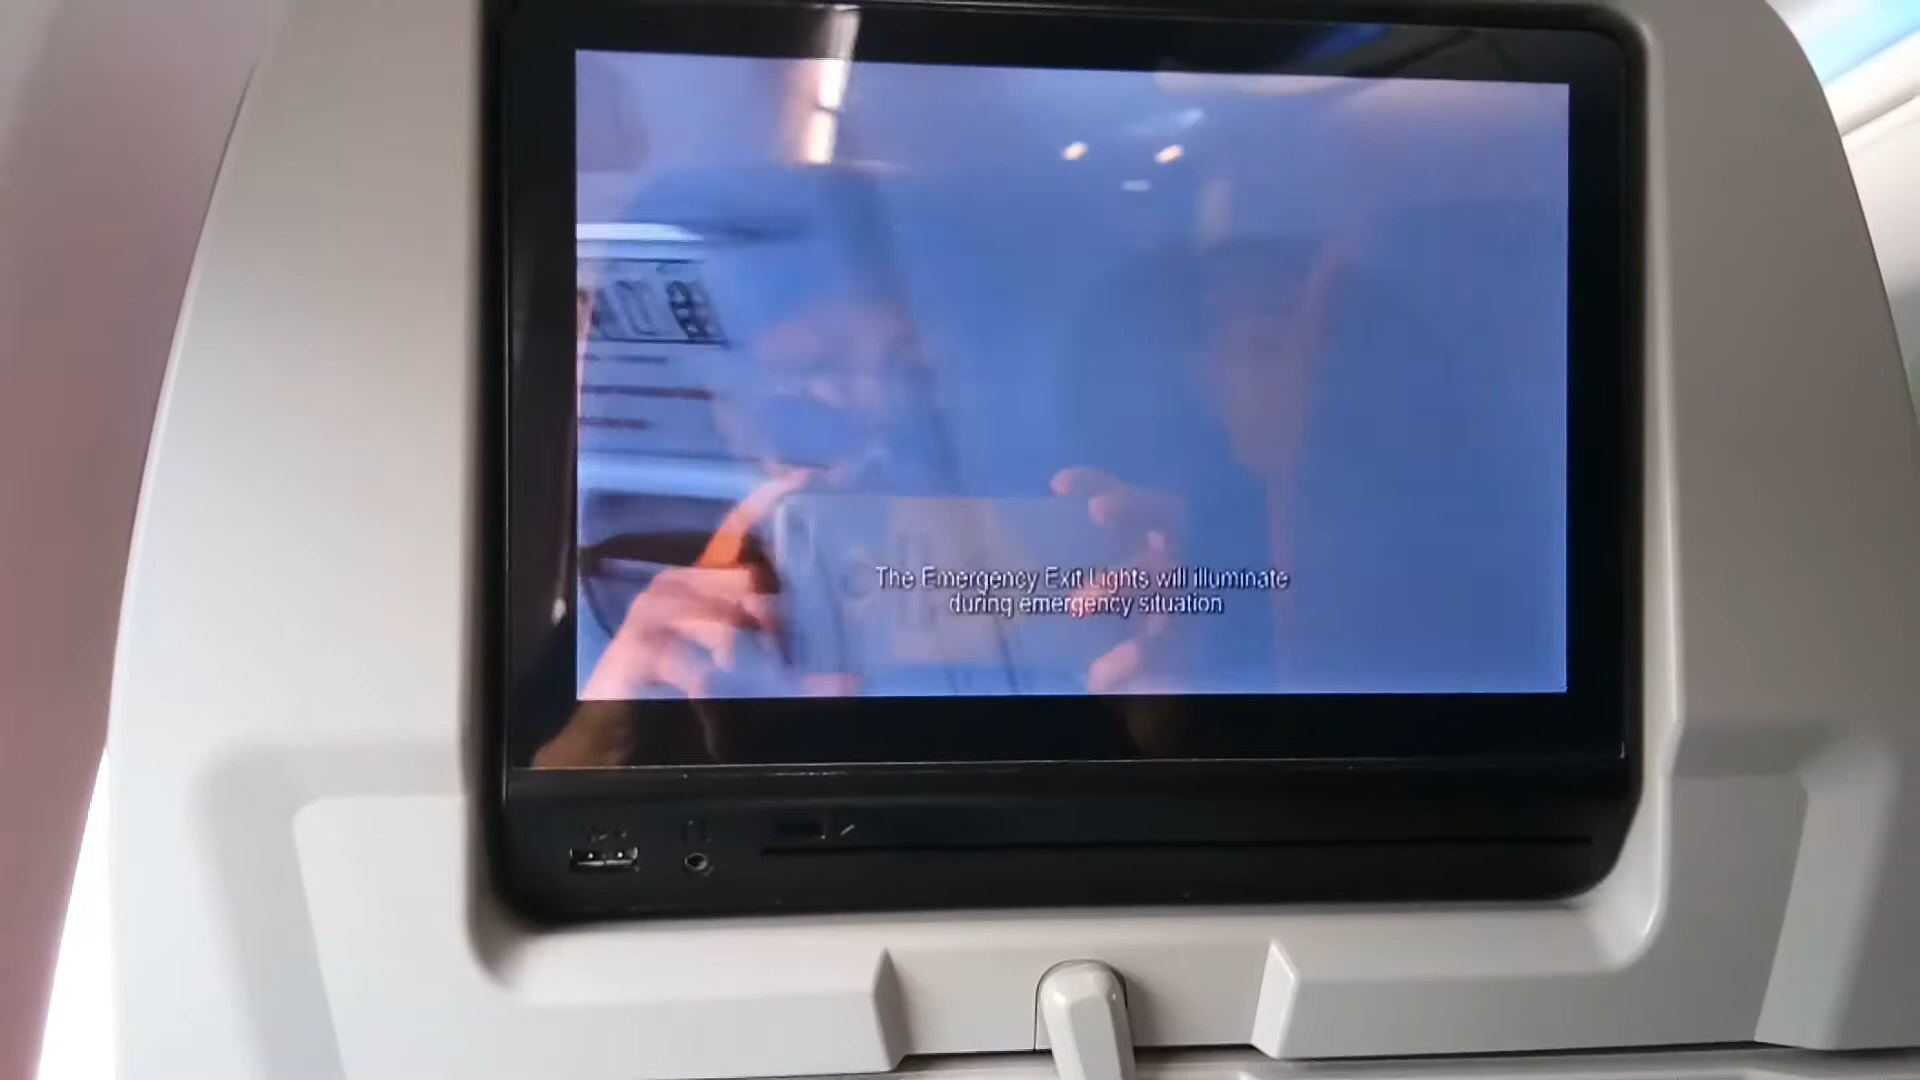 The Emergency Exit Lights will illuminate
during emergency situation